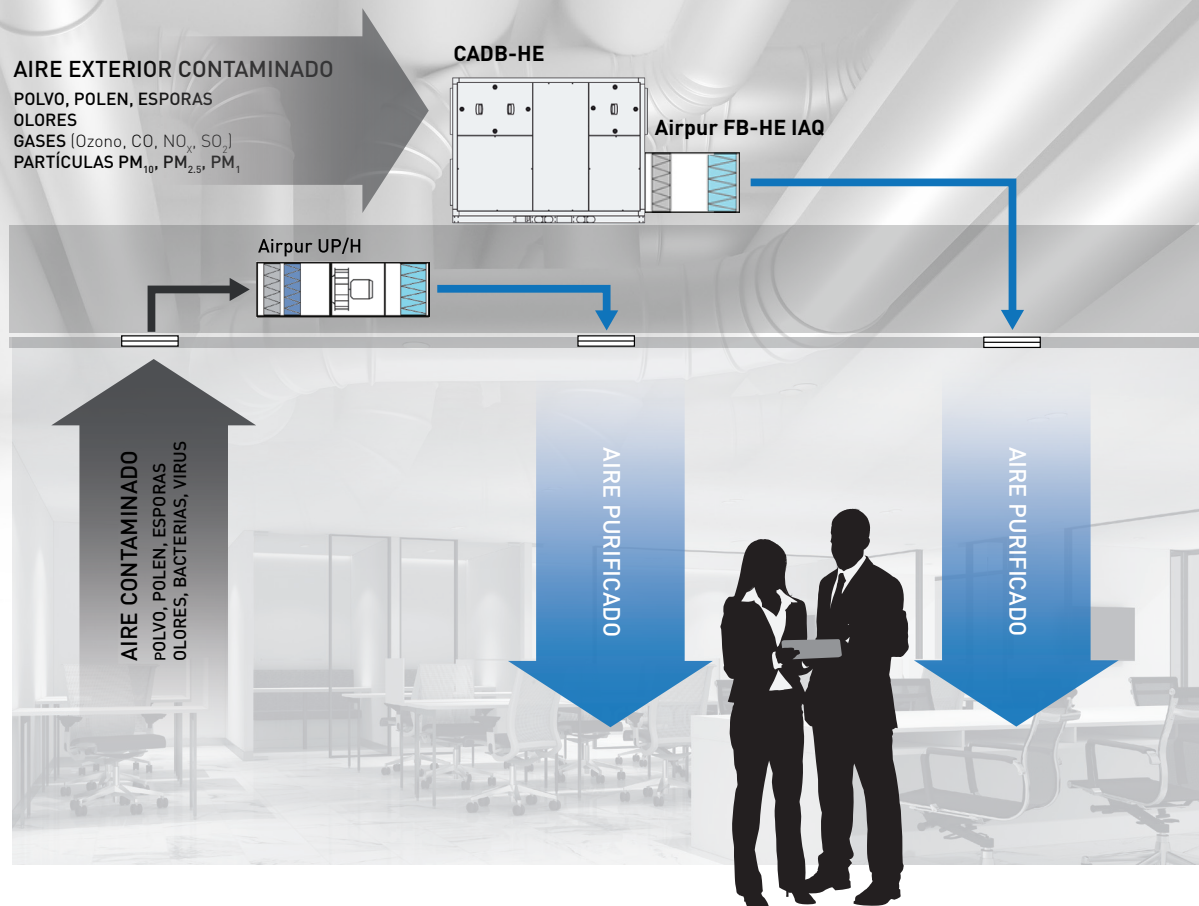 AIRE EXTERIOR CONTAMINADO
POLVO, POLEN, ESPORAS
OLORES
GASES (Ozono, CO, NOₓ, SO₂)
PARTÍCULAS PM₁₀, PM₂.₅, PM₁
CADB-HE
Airpur FB-HE IAQ
Airpur UP/H
AIRE CONTAMINADO
POLVO, POLEN, ESPORAS
OLORES, BACTERIAS, VIRUS
AIRE PURIFICADO
AIRE PURIFICADO